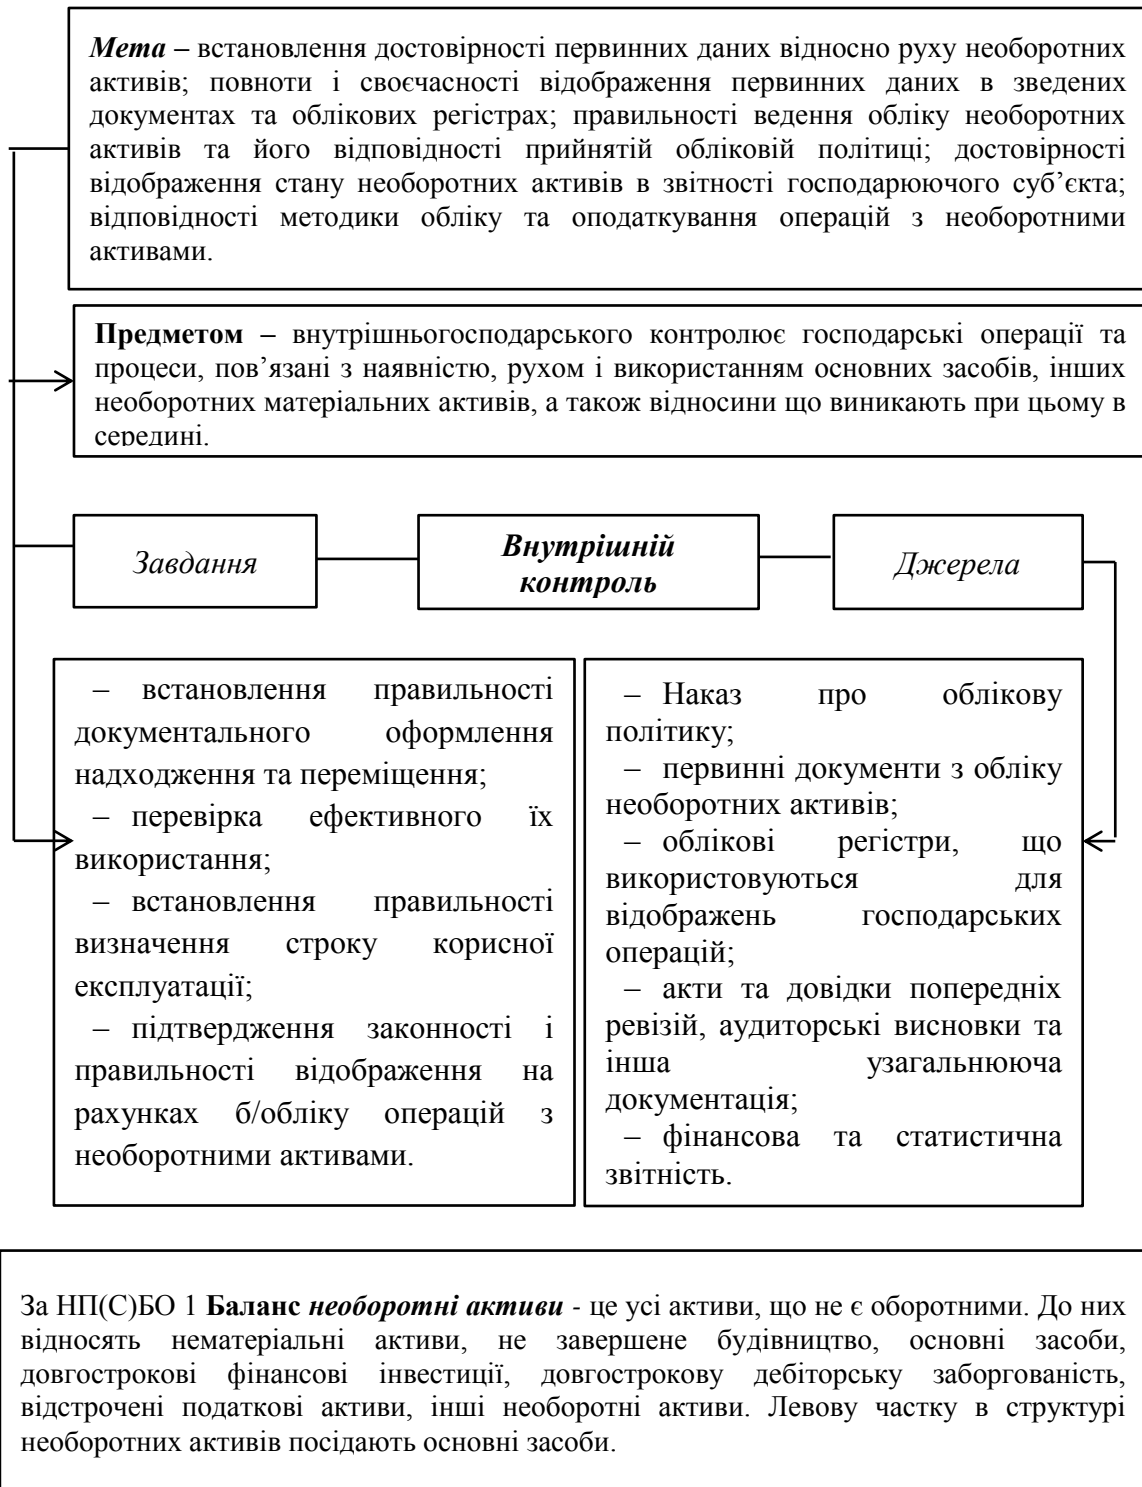 Мета – встановлення достовірності первинних даних відносно руху необоротних
активів; повноти і своєчасності відображення первинних даних в зведених
документах та облікових регістрах; правильності ведення обліку необоротних
активів та його відповідності прийнятій обліковій політиці; достовірності
відображення стану необоротних активів в звітності господарюючого суб’єкта;
відповідності методики обліку та оподаткування операцій з необоротними
активами.
Предметом – внутрішньогосподарського контролює господарські операції та
процеси, пов’язані з наявністю, рухом і використанням основних засобів, інших
необоротних матеріальних активів, а також відносини що виникають при цьому в
середині.
Завдання
Внутрішній
контроль
Джерела
– встановлення правильності
документального оформлення
надходження та переміщення;
– перевірка ефективного їх
використання;
– встановлення правильності
визначення строку корисної
експлуатації;
– підтвердження законності і
правильності відображення на
рахунках б/обліку операцій з
необоротними активами.
– Наказ про облікову
політику;
– первинні документи з обліку
необоротних активів;
– облікові регістри, що
використовуються для
відображень господарських
операцій;
– акти та довідки попередніх
ревізій, аудиторські висновки та
інша узагальнююча
документація;
– фінансова та статистична
звітність.
За НП(С)БО 1 Баланс необоротні активи - це усі активи, що не є оборотними. До них
відносять нематеріальні активи, не завершене будівництво, основні засоби,
довгострокові фінансові інвестиції, довгострокову дебіторську заборгованість,
відстрочені податкові активи, інші необоротні активи. Левову частку в структурі
необоротних активів посідають основні засоби.